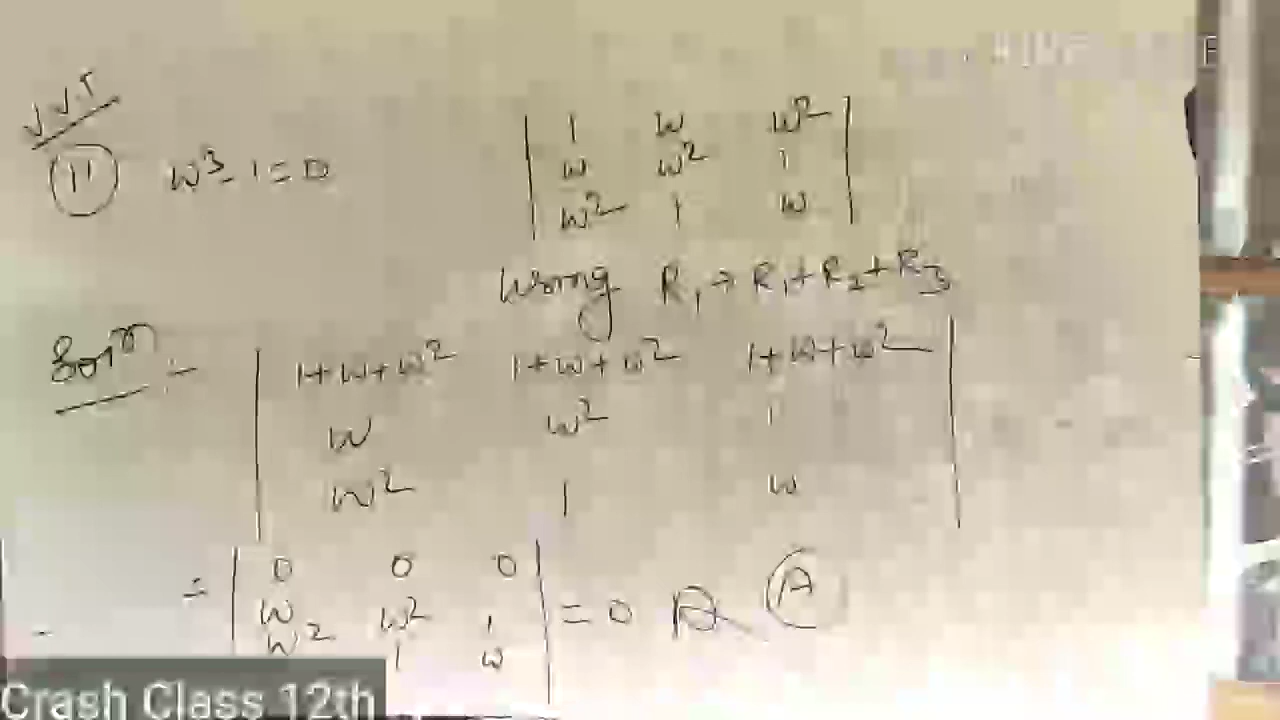 V.V.I
11 w³-1=0
| 1 w w² |
| w w² 1 |
| w² 1 w |
Using R₁→R₁+R₂+R₃
Solⁿ :-
| 1+w+w² 1+w+w² 1+w+w² |
| w w² 1 |
| w² 1 w |
= | 0 0 0 |
| w w² 1 | = 0 A
| w² 1 w |
Crash Class 12th